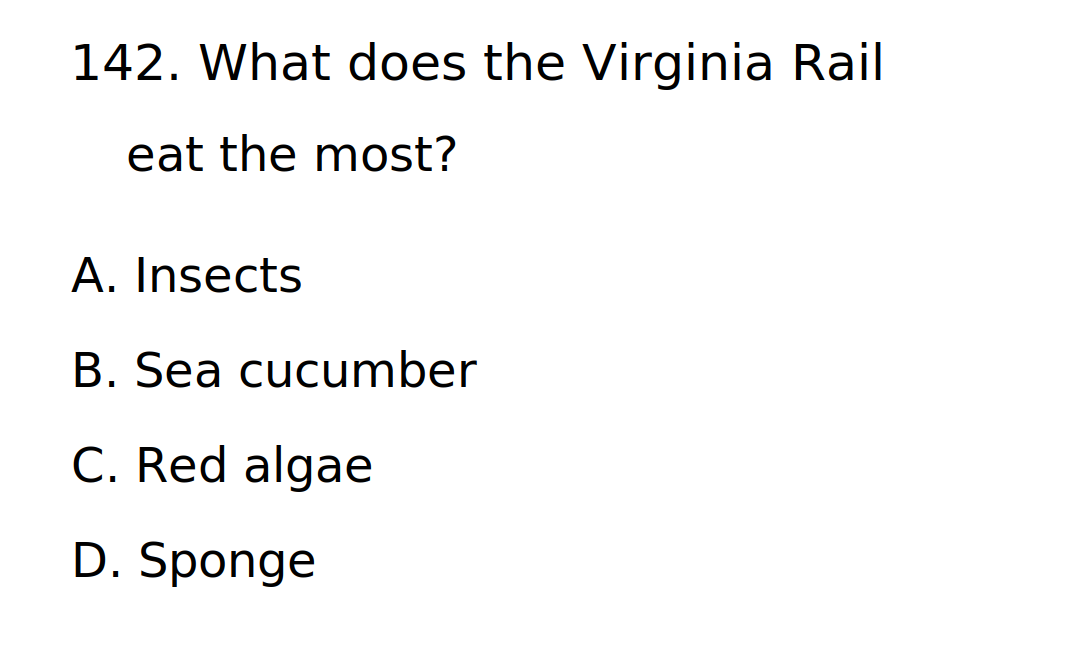 142. What does the Virginia Rail
eat the most?
A. Insects
B. Sea cucumber
C. Red algae
D. Sponge